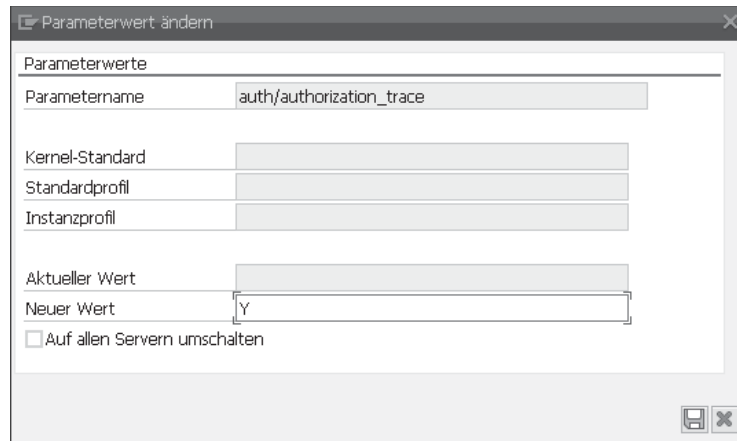 Parameterwert ändern
Parameterwerte
Parametername auth/authorization_trace
Kernel-Standard
Standardprofil
Instanzprofil
Aktueller Wert
Neuer Wert Y
Auf allen Servern umschalten